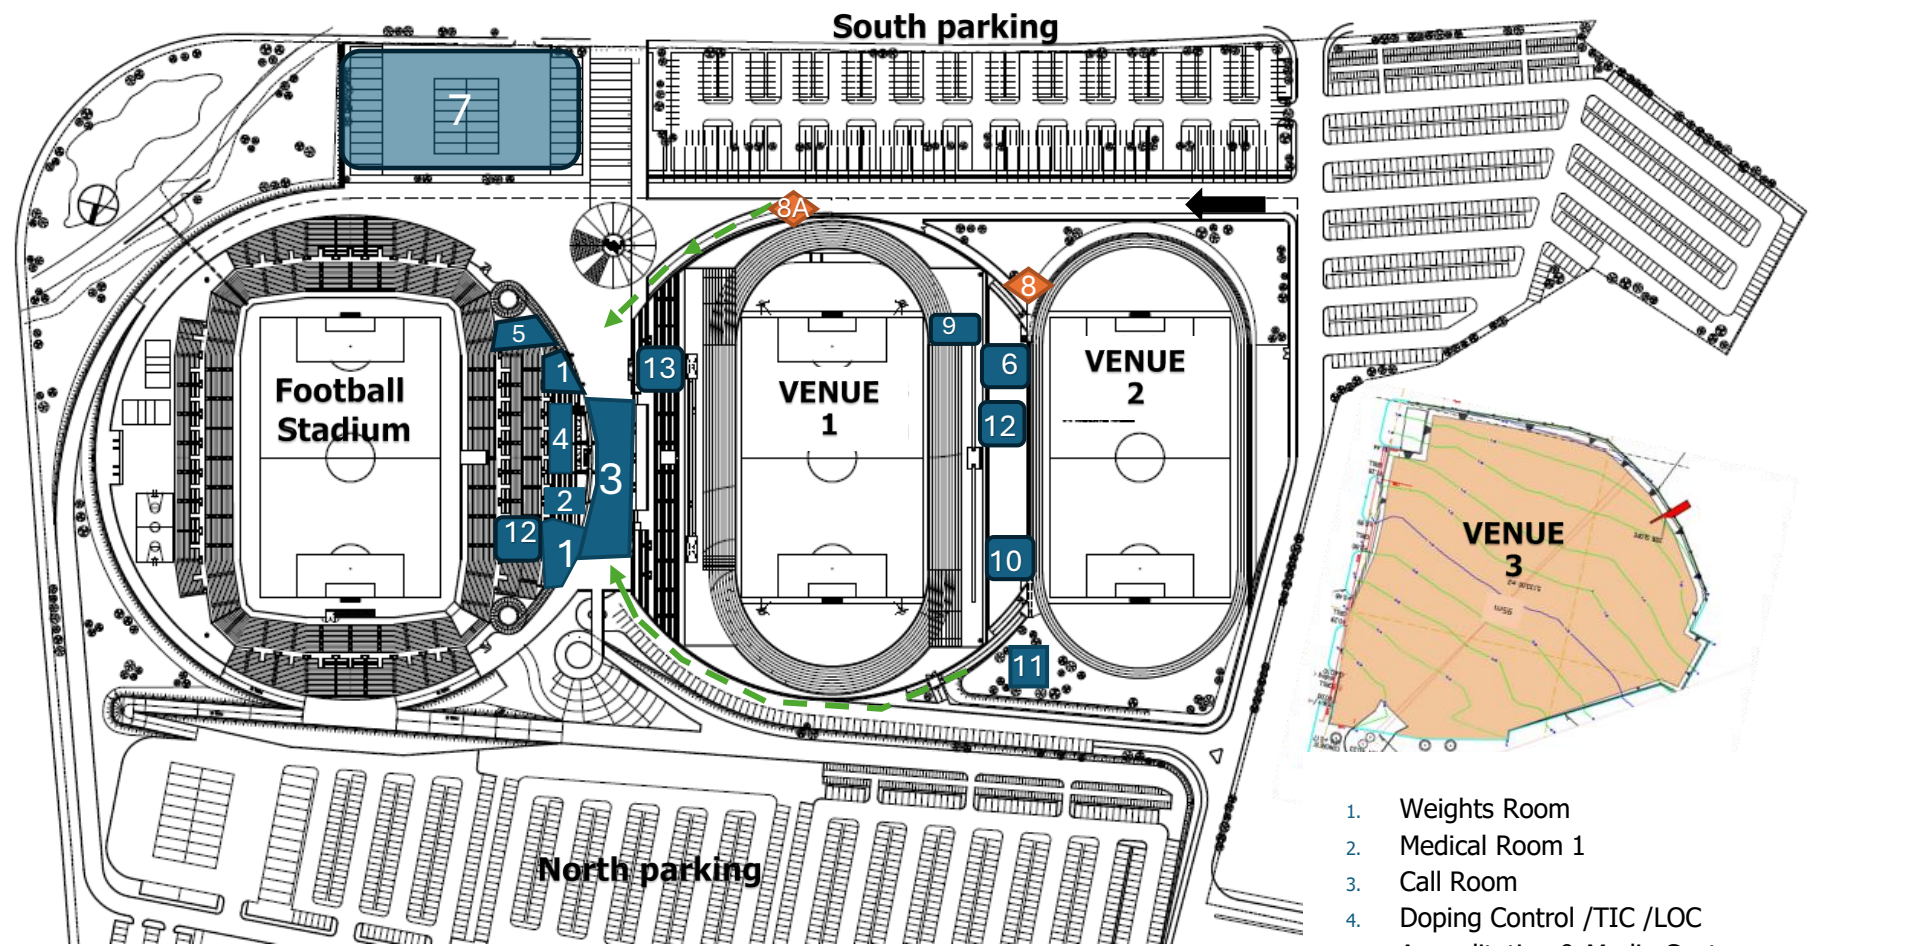 South parking
7
8A
8
5
9
1
13
6
VENUE
2
Football
Stadium
VENUE
1
12
4
3
2
12
1
10
VENUE
3
11
1. Weights Room
2. Medical Room 1
3. Call Room
North parking
4. Doping Control /TIC /LOC